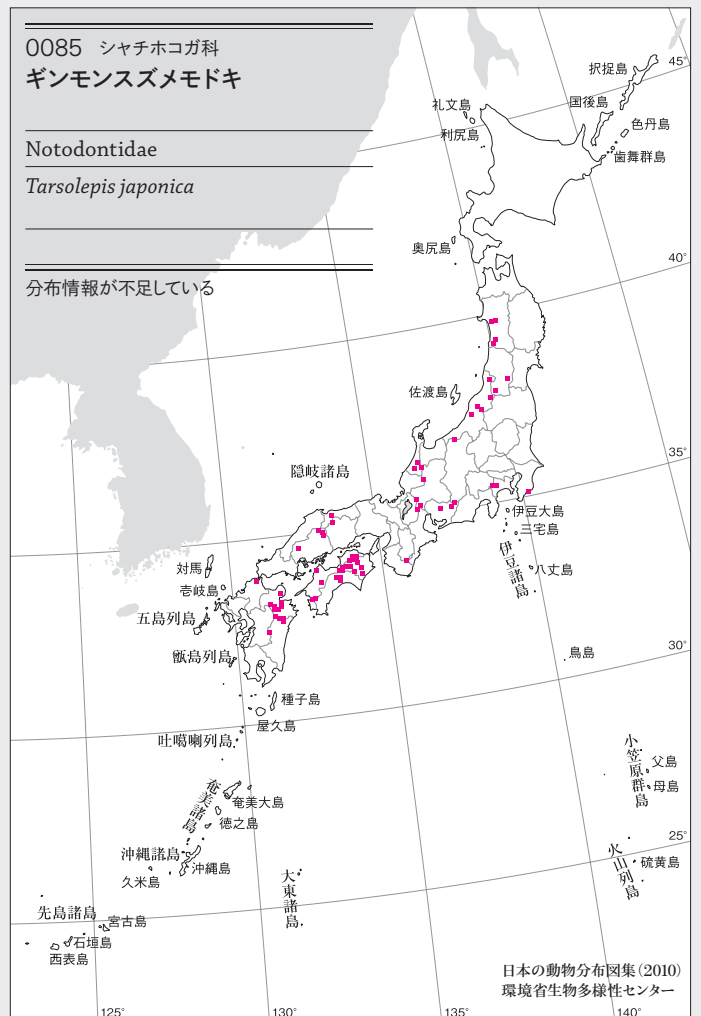 0085 シャチホコガ科
ギンモンスズメモドキ
Notodontidae
Tarsolepis japonica
分布情報が不足している
択捉島
45°
礼文島
国後島
利尻島
色丹島
歯舞群島
奥尻島
40°
佐渡島
35°
隠岐諸島
伊豆大島
三宅島
伊豆諸島
八丈島
対馬
壱岐島
五島列島
甑島列島
鳥島
30°
種子島
屋久島
吐噶喇列島
小笠原群島
父島
母島
奄美諸島
奄美大島
徳之島
25°
沖縄諸島
沖縄島
久米島
大東諸島
火山列島
硫黄島
先島諸島
宮古島
石垣島
西表島
日本の動物分布図集(2010)
環境省生物多様性センター
125°
130°
135°
140°